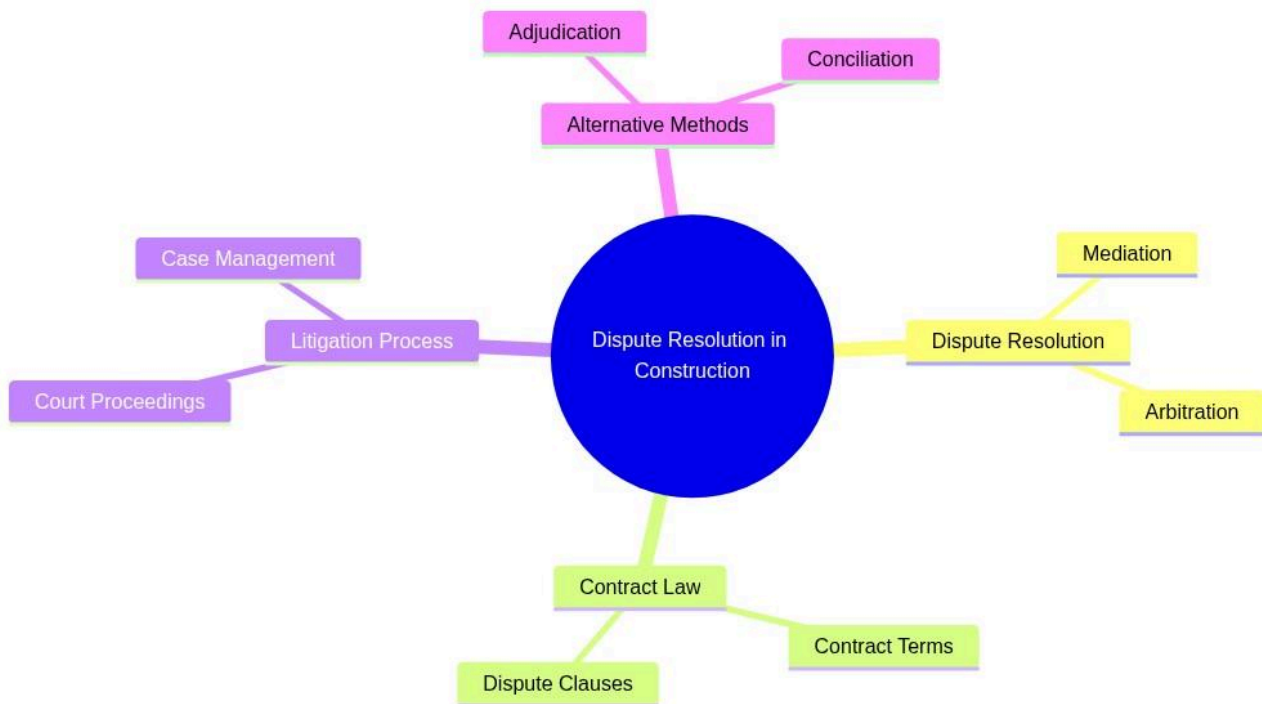 Adjudication
Conciliation
Alternative Methods
Case Management
Mediation
Litigation Process
Dispute Resolution in
Construction
Dispute Resolution
Court Proceedings
Arbitration
Contract Law
Contract Terms
Dispute Clauses